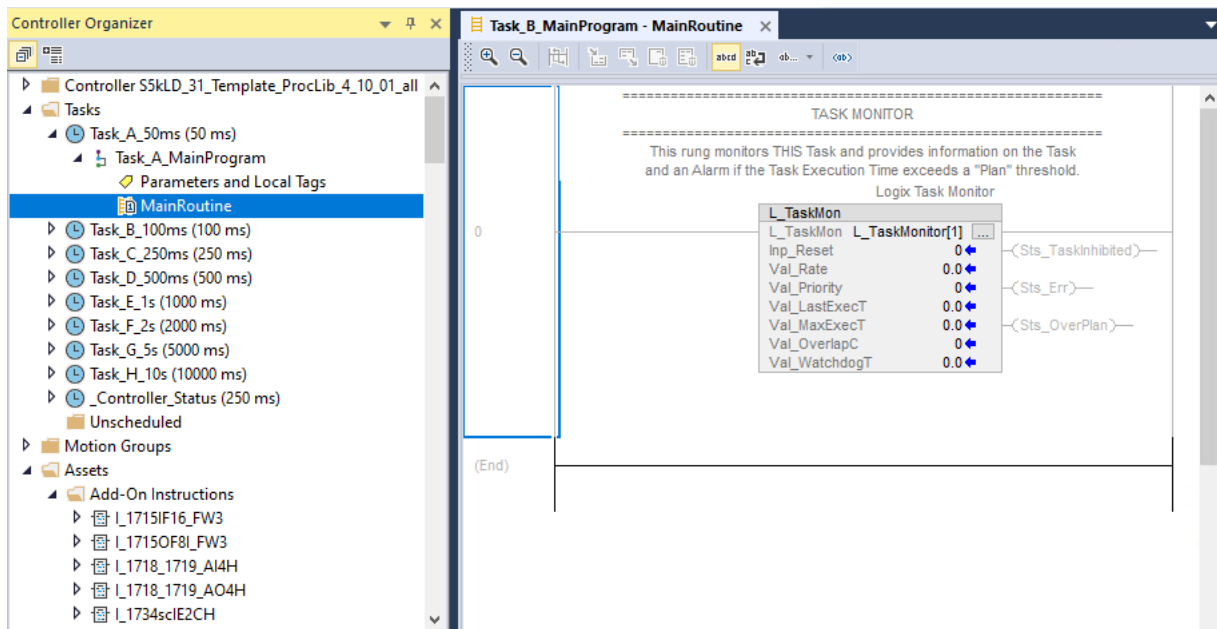 Controller Organizer
Controller S5kLD_31_Template_ProcLib_4_10_01_all
Tasks
Task_A_50ms (50 ms)
Task_A_MainProgram
Parameters and Local Tags
MainRoutine
Task_B_100ms (100 ms)
Task_C_250ms (250 ms)
Task_D_500ms (500 ms)
Task_E_1s (1000 ms)
Task_F_2s (2000 ms)
Task_G_5s (5000 ms)
Task_H_10s (10000 ms)
_Controller_Status (250 ms)
Unscheduled
Motion Groups
Assets
Add-On Instructions
I_1715IF16_FW3
I_1715OF8I_FW3
I_1718_1719_AI4H
I_1718_1719_AO4H
I_1734sclE2CH
Task_B_MainProgram - MainRoutine
abcd ab c ab... (ab)
============================================================
TASK MONITOR
============================================================
This rung monitors THIS Task and provides information on the Task
and an Alarm if the Task Execution Time exceeds a "Plan" threshold.
Logix Task Monitor
L_TaskMon
0 L_TaskMon L_TaskMonitor[1] ...
Inp_Reset 0 (Sts_TaskInhibited)
Val_Rate 0.0
Val_Priority 0 (Sts_Err)
Val_LastExecT 0.0
Val_MaxExecT 0.0 (Sts_OverPlan)
Val_OverlapC 0
Val_WatchdogT 0.0
(End)